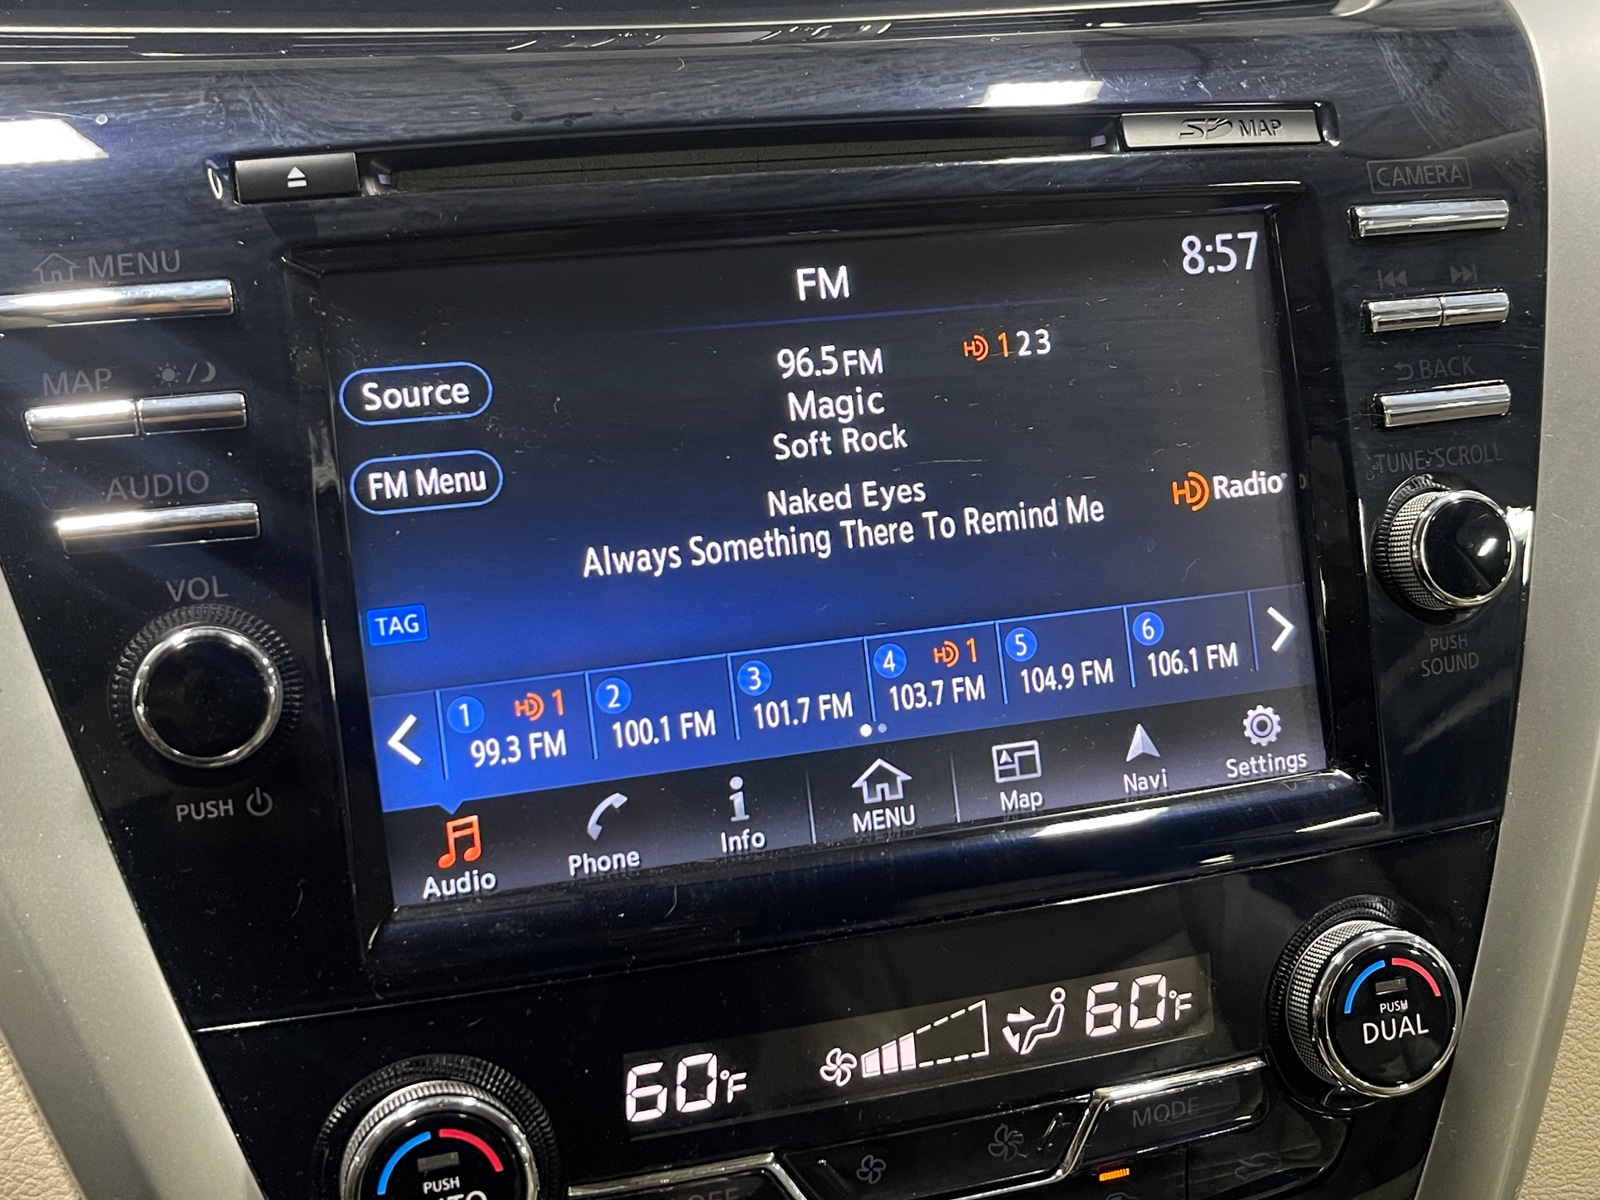 SD MAP
CAMERA
MENU
8:57
FM
96.5 FM
HD 1 2 3
MAP
BACK
Source
Magic
Soft Rock
TUNE·SCROLL
AUDIO
FM Menu
Naked Eyes
HD Radio
Always Something There To Remind Me
VOL
TAG
PUSH
SOUND
1 HD 1
99.3 FM
2
100.1 FM
3
101.7 FM
4 HD 1
103.7 FM
5
104.9 FM
6
106.1 FM
PUSH
Audio
Phone
Info
MENU
Map
Navi
Settings
60°F
60°F
PUSH
DUAL
MODE
PUSH